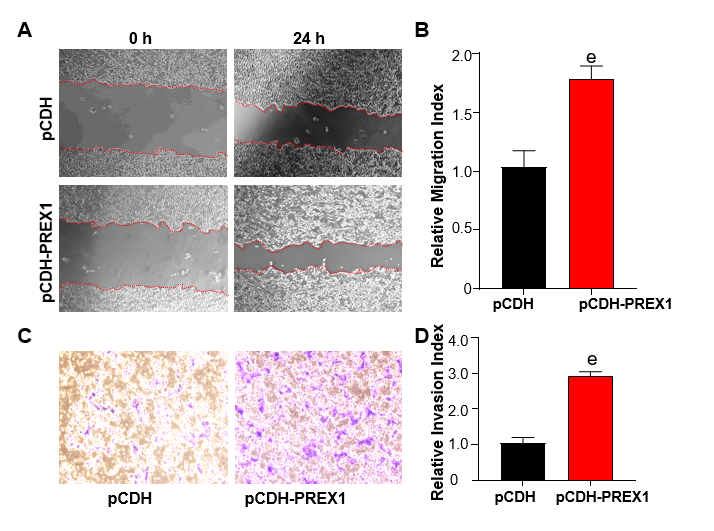 A
0 h
24 h
pCDH
pCDH-PREX1
B
Relative Migration Index
2.0
1.5
1.0
0.5
0
e
pCDH
pCDH-PREX1
C
pCDH
pCDH-PREX1
D
Relative Invasion Index
4.0
3.0
2.0
1.0
0
e
pCDH
pCDH-PREX1